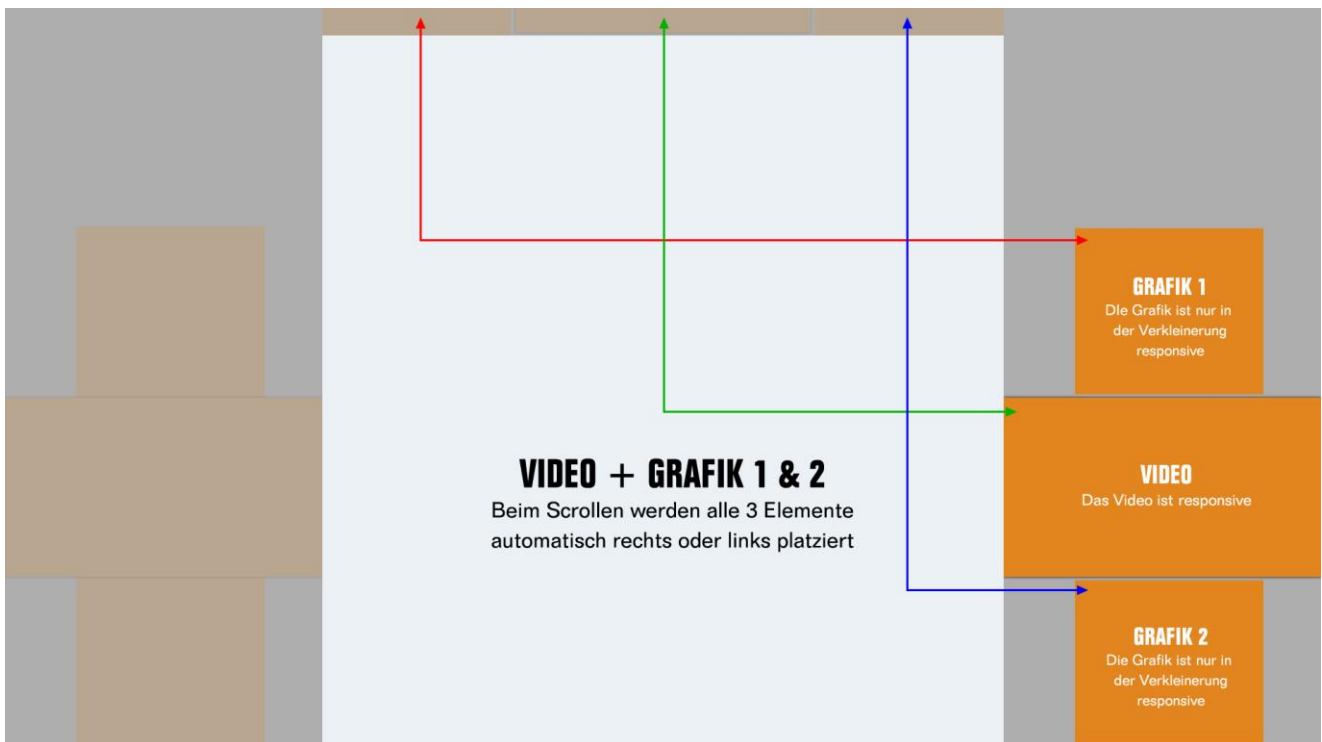 GRAFIK 1
DIe Grafik ist nur in
der Verkleinerung
responsive
VIDEO + GRAFIK 1 & 2
Beim Scrollen werden alle 3 Elemente
automatisch rechts oder links platziert
VIDEO
Das Video ist responsive
GRAFIK 2
Die Grafik ist nur in
der Verkleinerung
responsive